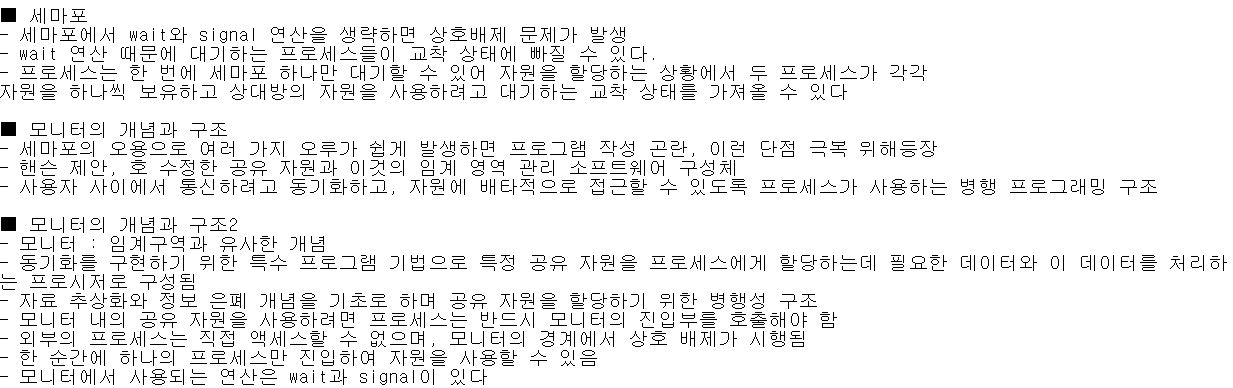 ■ 세마포
- 세마포에서 wait와 signal 연산을 생략하면 상호배제 문제가 발생
- wait 연산 때문에 대기하는 프로세스들이 교착 상태에 빠질 수 있다.
- 프로세스는 한 번에 세마포 하나만 대기할 수 있어 자원을 할당하는 상황에서 두 프로세스가 각각
자원을 하나씩 보유하고 상대방의 자원을 사용하려고 대기하는 교착 상태를 가져올 수 있다
■ 모니터의 개념과 구조
- 세마포의 오용으로 여러 가지 오루가 쉽게 발생하면 프로그램 작성 곤란, 이런 단점 극복 위해등장
- 핸슨 제안, 호 수정한 공유 자원과 이것의 임계 영역 관리 소프트웨어 구성체
- 사용자 사이에서 통신하려고 동기화하고, 자원에 배타적으로 접근할 수 있도록 프로세스가 사용하는 병행 프로그래밍 구조
■ 모니터의 개념과 구조2
- 모니터 : 임계구역과 유사한 개념
- 동기화를 구현하기 위한 특수 프로그램 기법으로 특정 공유 자원을 프로세스에게 할당하는데 필요한 데이터와 이 데이터를 처리하
는 프로시저로 구성됨
- 자료 추상화와 정보 은폐 개념을 기초로 하며 공유 자원을 할당하기 위한 병행성 구조
- 모니터 내의 공유 자원을 사용하려면 프로세스는 반드시 모니터의 진입부를 호출해야 함
- 외부의 프로세스는 직접 액세스할 수 없으며, 모니터의 경계에서 상호 배제가 시행됨
- 한 순간에 하나의 프로세스만 진입하여 자원을 사용할 수 있음
- 모니터에서 사용되는 연산은 wait과 signal이 있다